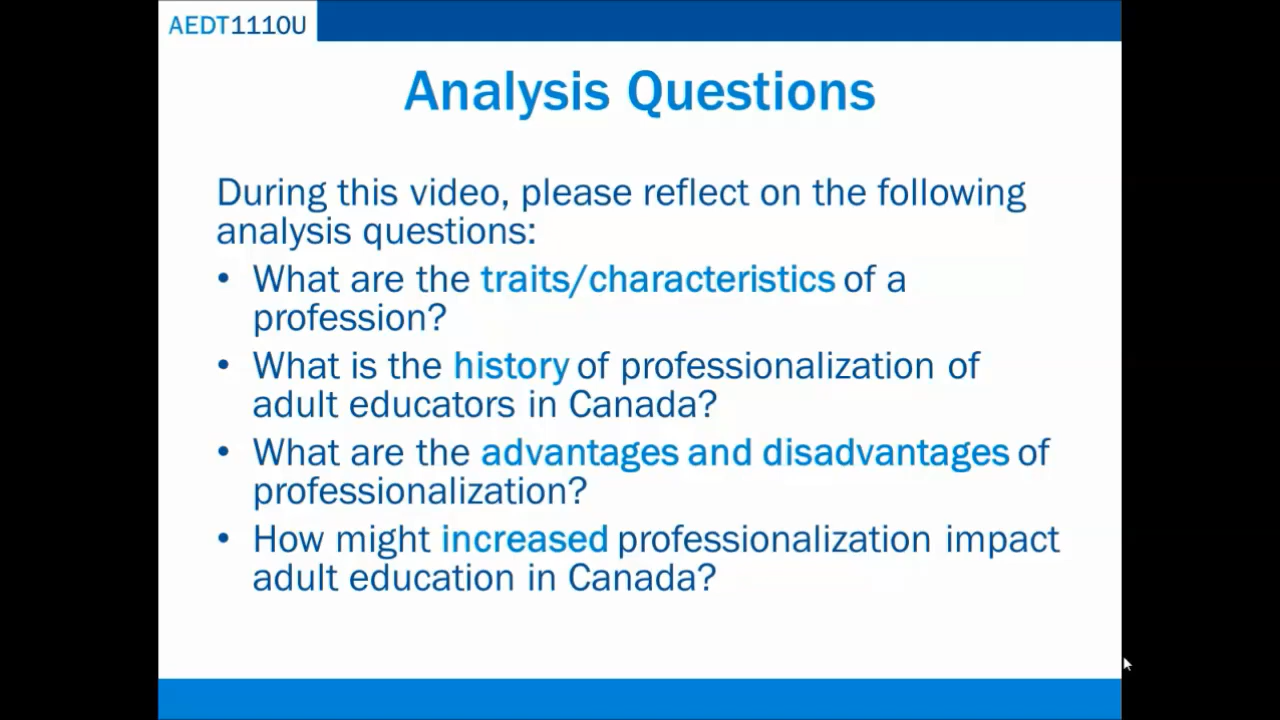 AEDT1110U
Analysis Questions
During this video, please reflect on the following
analysis questions:
• What are the traits/characteristics of a
profession?
• What is the history of professionalization of
adult educators in Canada?
• What are the advantages and disadvantages of
professionalization?
• How might increased professionalization impact
adult education in Canada?